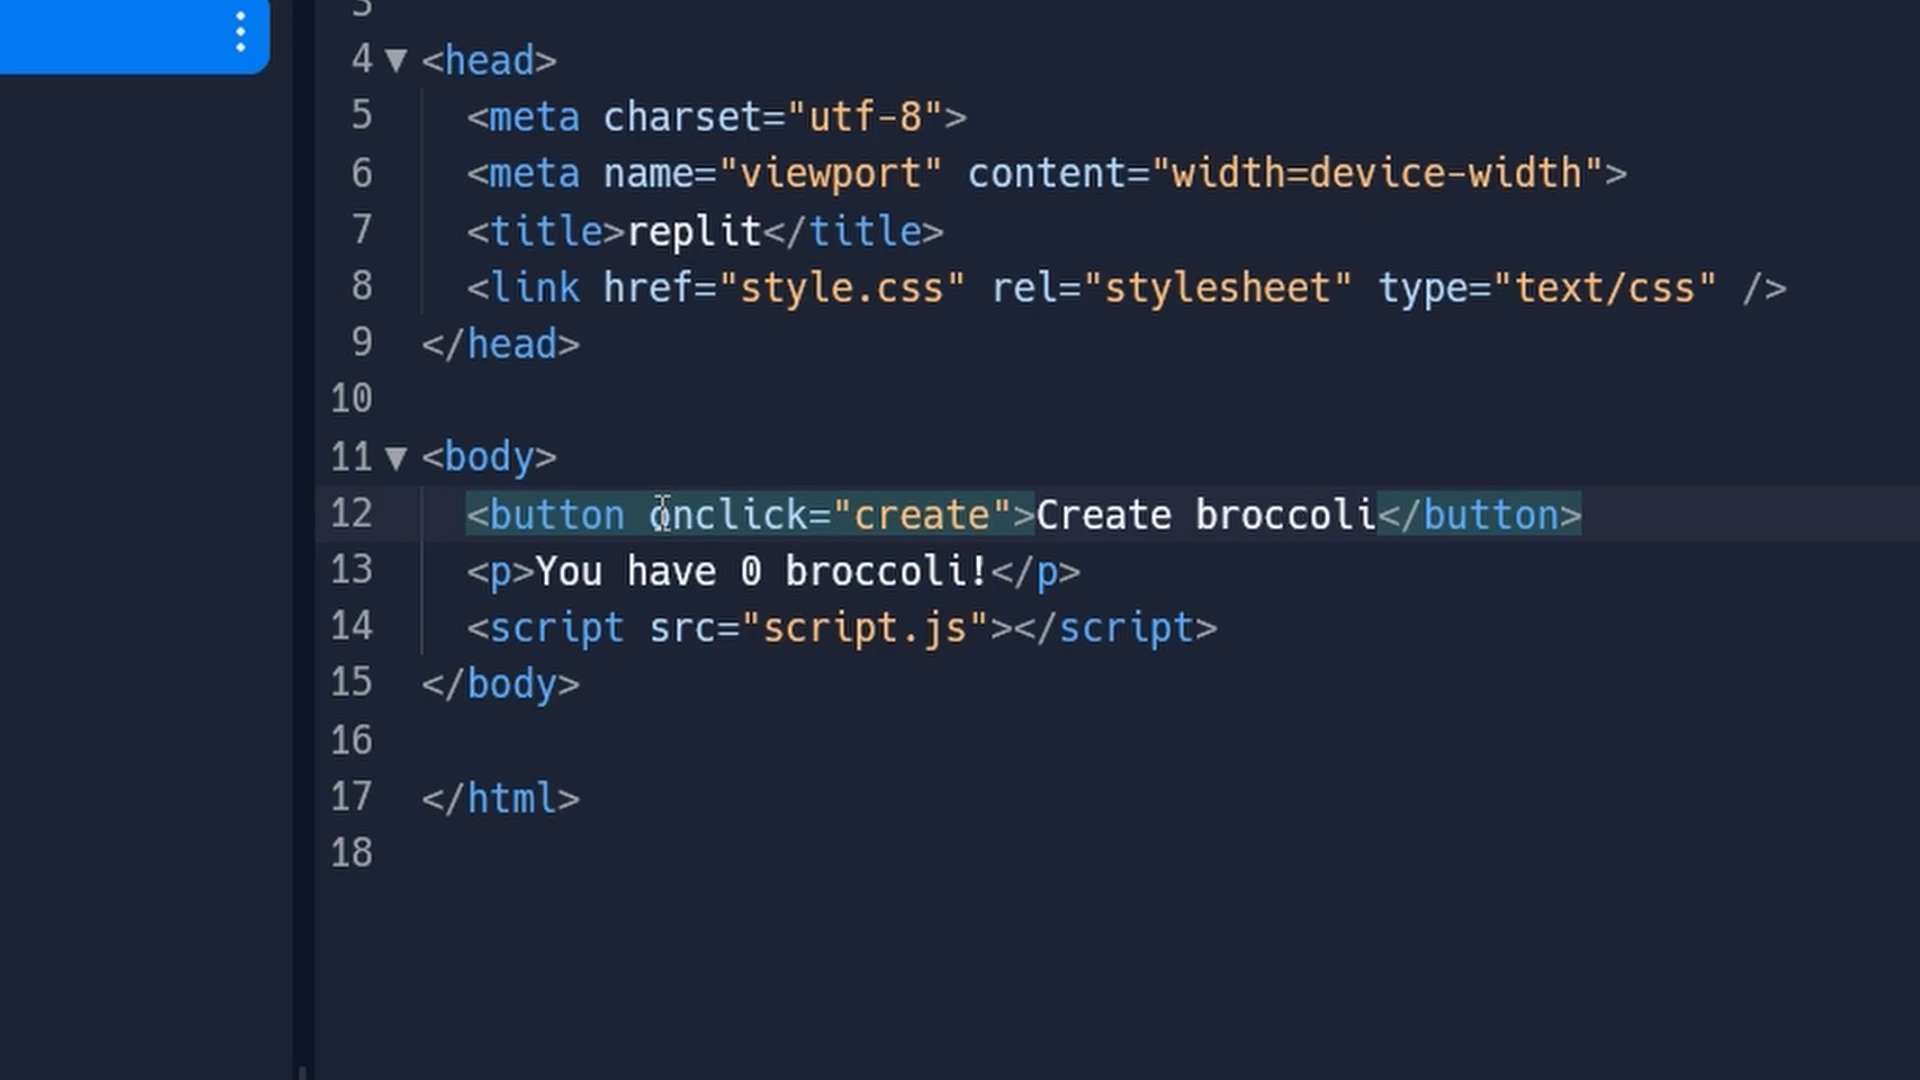 3
4 ▼ <head>
5 <meta charset="utf-8">
6 <meta name="viewport" content="width=device-width">
7 <title>replit</title>
8 <link href="style.css" rel="stylesheet" type="text/css" />
9 </head>
10
11 ▼ <body>
12 <button onclick="create">Create broccoli</button>
13 <p>You have 0 broccoli!</p>
14 <script src="script.js"></script>
15 </body>
16
17 </html>
18